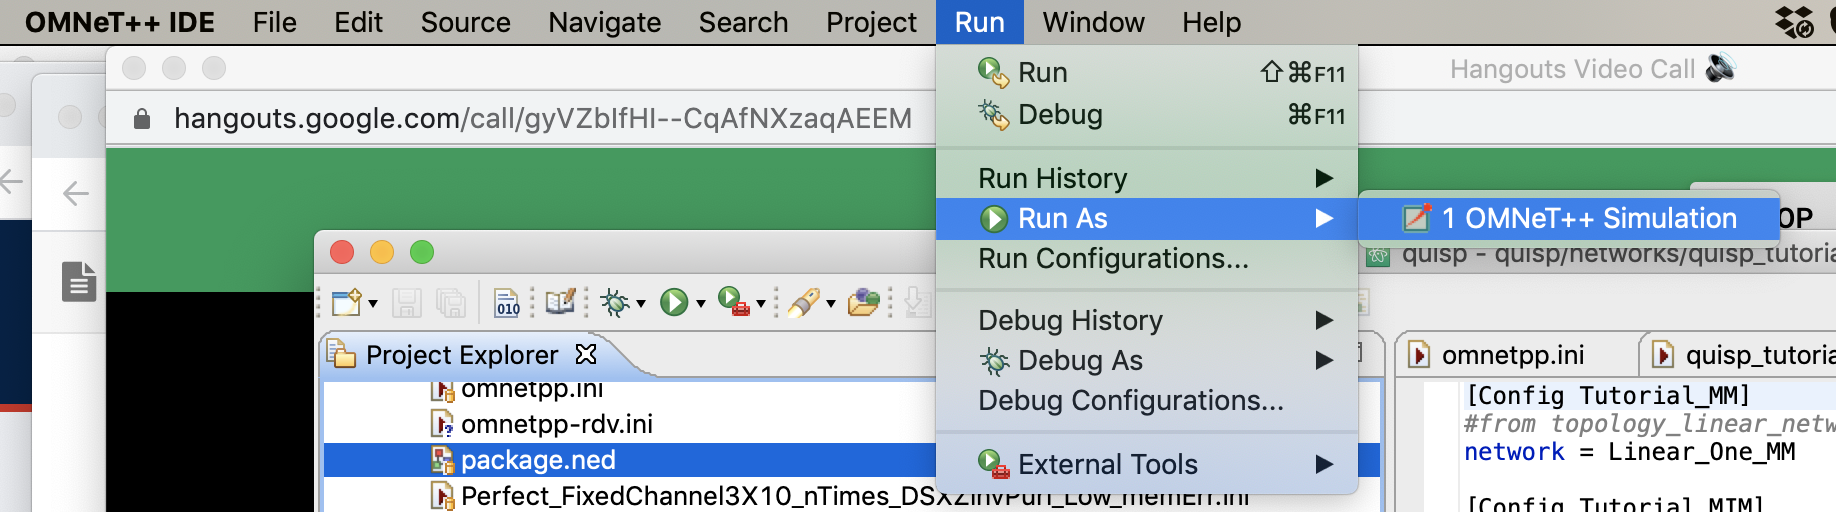 OMNeT++ IDE File Edit Source Navigate Search Project Run Window Help
Run ⇧⌘F11
Hangouts Video Call
Debug ⌘F11
hangouts.google.com/call/gyVZbIfHI--CqAfNXzaqAEEM
Run History
Run As
1 OMNeT++ Simulation
OP
Run Configurations...
quisp - quisp/networks/quisp_tutoria
010
Debug History
Debug As
Debug Configurations...
External Tools
Project Explorer
omnetpp.ini
omnetpp-rdv.ini
package.ned
Perfect_FixedChannel3X10_nTimes_DSXZinvPuri_Low_memErr.ini
omnetpp.ini
quisp_tutoria
[Config Tutorial_MM]
#from topology_linear_netw
network = Linear_One_MM
[Config Tutorial_MIM]